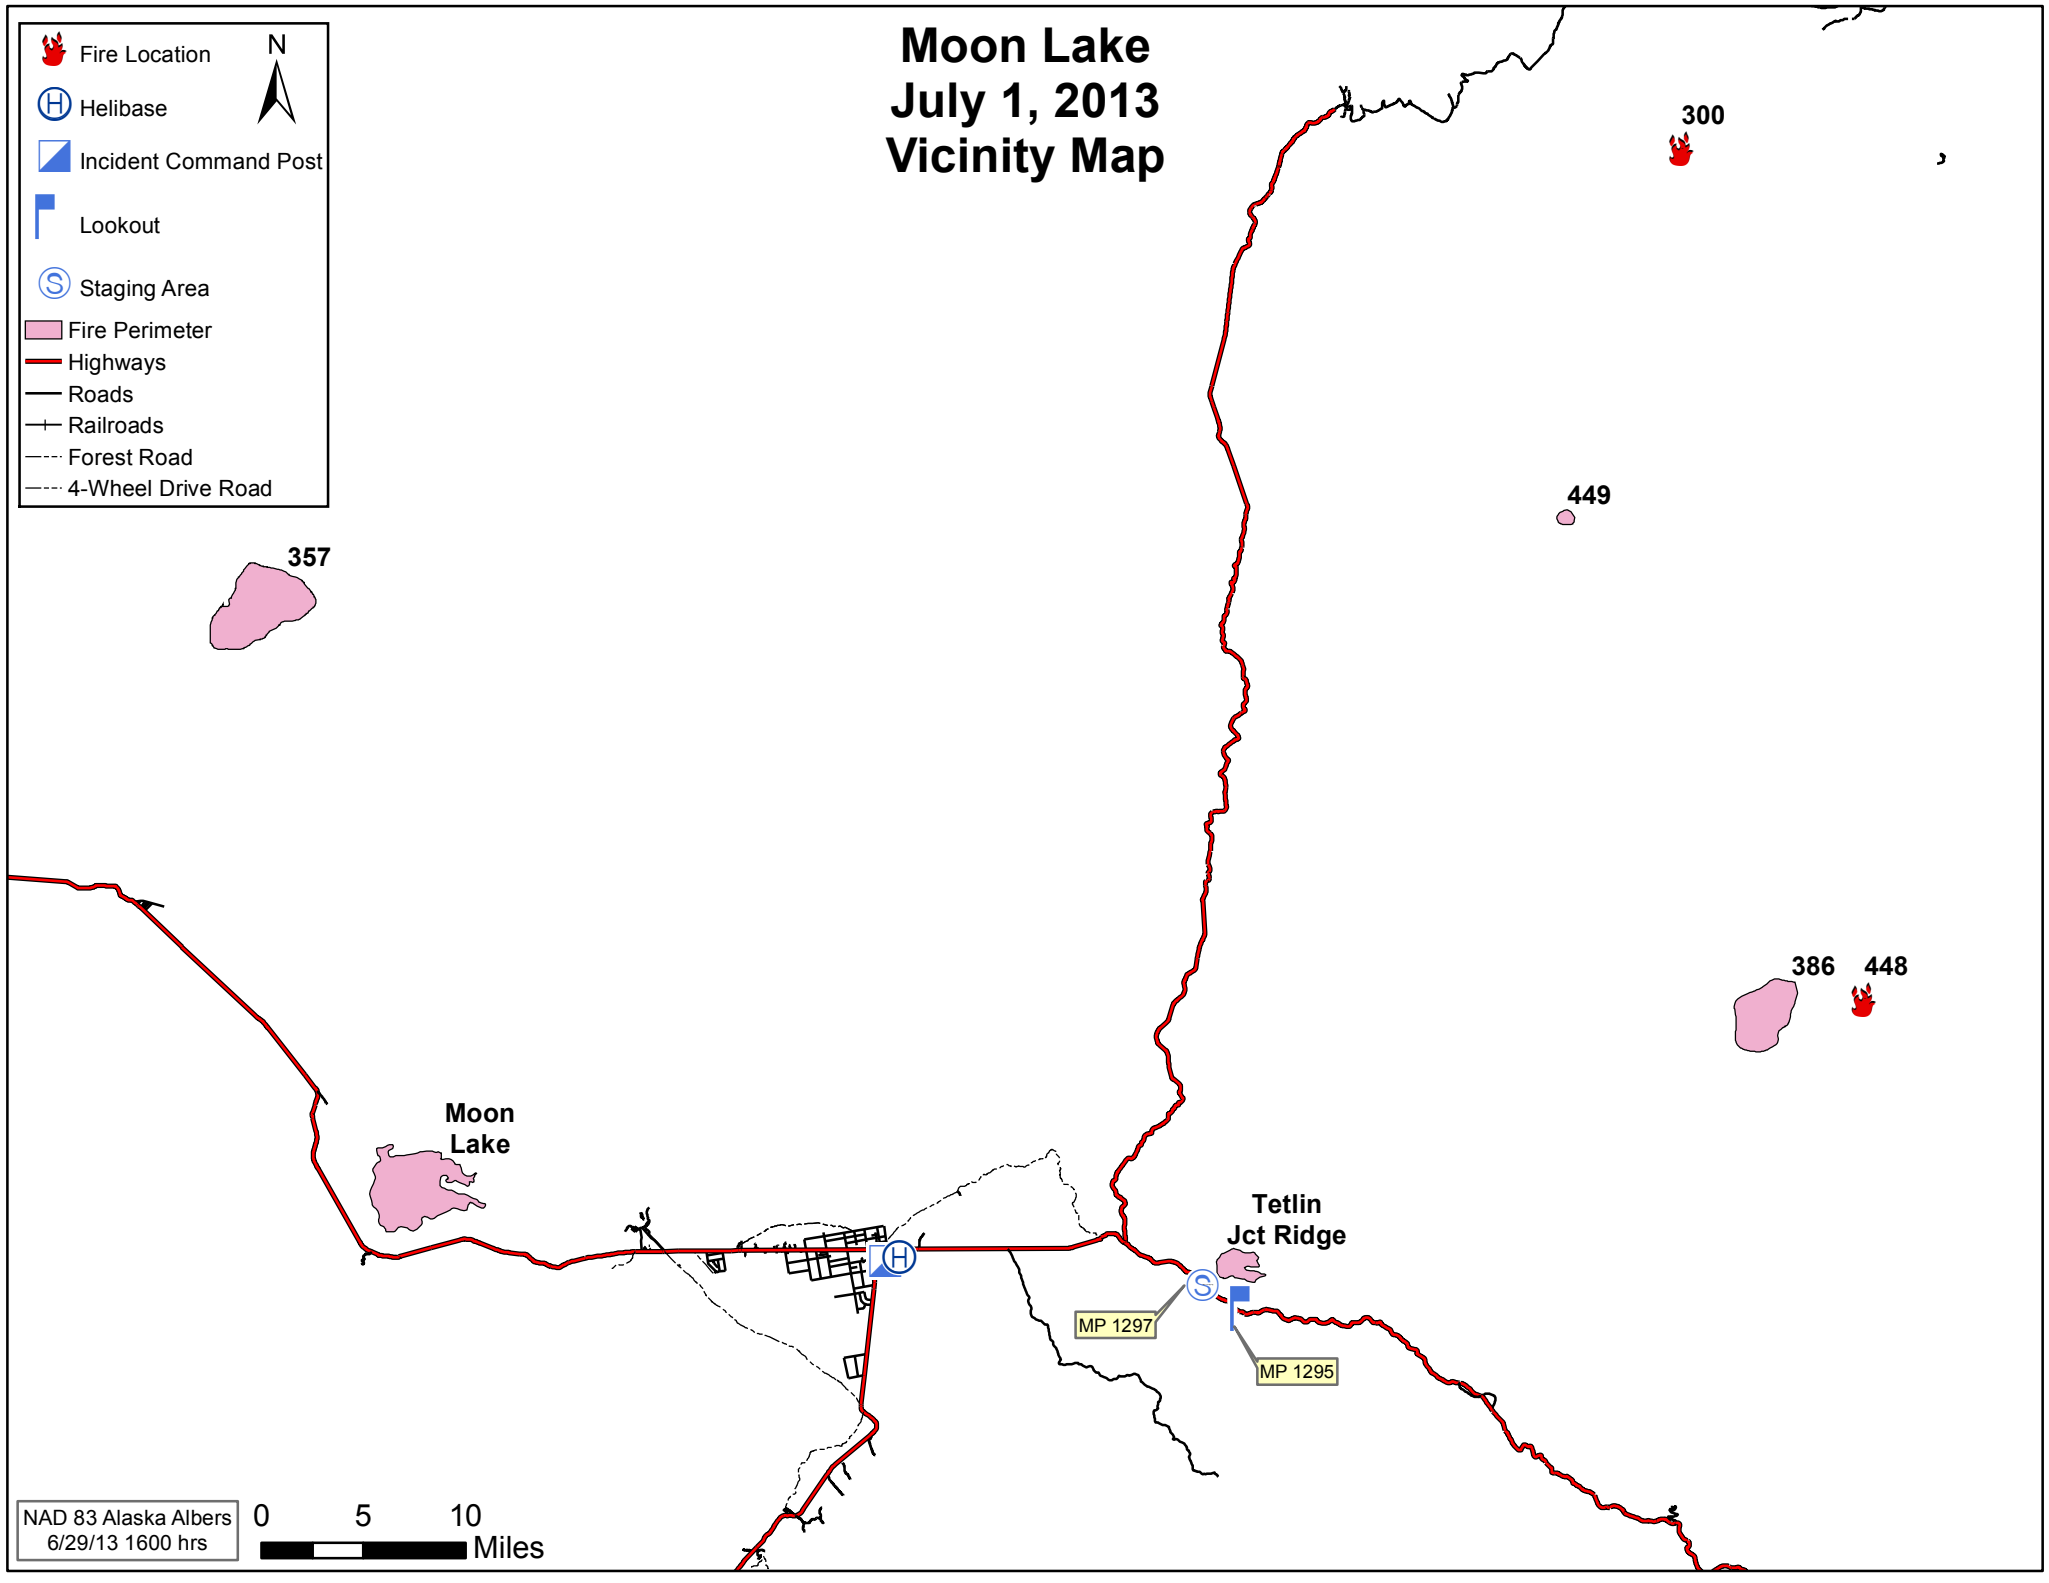 Moon Lake
July 1, 2013
Vicinity Map
N
Fire Location
H
Helibase
Incident Command Post
Lookout
S
Staging Area
Fire Perimeter
Highways
Roads
Railroads
Forest Road
4-Wheel Drive Road
300
449
357
386 448
Moon
Lake
Tetlin
Jct Ridge
H
S
MP 1297
MP 1295
NAD 83 Alaska Albers
6/29/13 1600 hrs
0 5 10
Miles